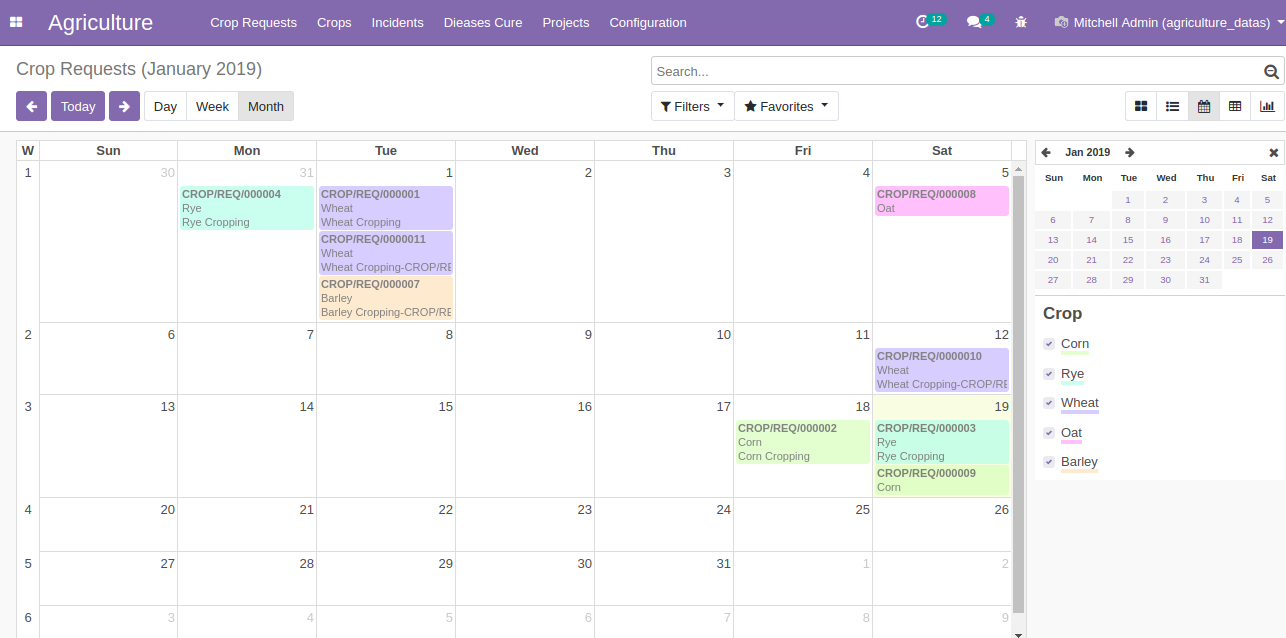 Agriculture
Crop Requests Crops Incidents Dieases Cure Projects Configuration
12 4 Mitchell Admin (agriculture_datas)
Crop Requests (January 2019)
Search...
Today Day Week Month
Filters Favorites
W Sun Mon Tue Wed Thu Fri Sat
1 30 31 1 2 3 4 5
CROP/REQ/000004
Rye
Rye Cropping
CROP/REQ/000001
Wheat
Wheat Cropping
CROP/REQ/0000011
Wheat
Wheat Cropping-CROP/RE
CROP/REQ/000007
Barley
Barley Cropping-CROP/RE
CROP/REQ/000008
Oat
2 6 7 8 9 10 11 12
CROP/REQ/0000010
Wheat
Wheat Cropping-CROP/RE
3 13 14 15 16 17 18 19
CROP/REQ/000002
Corn
Corn Cropping
CROP/REQ/000003
Rye
Rye Cropping
CROP/REQ/000009
Corn
4 20 21 22 23 24 25 26
5 27 28 29 30 31 1 2
6 3 4 5 6 7 8 9
Jan 2019
Sun Mon Tue Wed Thu Fri Sat
1 2 3 4 5
6 7 8 9 10 11 12
13 14 15 16 17 18 19
20 21 22 23 24 25 26
27 28 29 30 31
Crop
Corn
Rye
Wheat
Oat
Barley